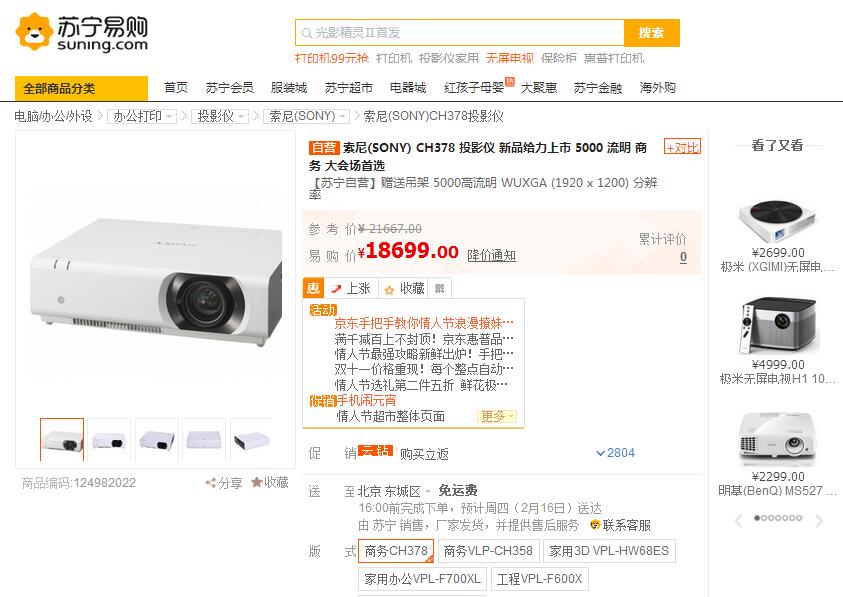 苏宁易购
suning.com
光影精灵II首发
搜索
打印机99元抢 打印机 投影仪家用 无屏电视 保险柜 惠普打印机
全部商品分类
首页 苏宁会员 服装城 苏宁超市 电器城 红孩子母婴 大聚惠 苏宁金融 海外购
电脑/办公/外设 > 办公打印 > 投影仪 > 索尼(SONY) > 索尼(SONY)CH378投影仪
自营 索尼(SONY) CH378 投影仪 新品给力上市 5000 流明 商
务 大会场首选
+对比
【苏宁自营】赠送吊架 5000高流明 WUXGA (1920 x 1200) 分辨
率
参 考 价¥ 21667.00
易 购 价¥18699.00 降价通知
累计评价
0
惠 上涨 收藏
活动
京东手把手教你情人节浪漫撩妹…
满千减百上不封顶！京东惠普品…
情人节最强攻略新鲜出炉！手把…
双十一价格重现！每个整点自动…
情人节送礼第二件五折 鲜花极…
促销 手机闹元宵
情人节超市整体页面 更多
促 销 云钻 购买立返 2804
送 至 北京 东城区 免运费
16:00前完成下单，预计周四（2月16日）送达
由 苏宁 销售，厂家发货，并提供售后服务 联系客服
版 式 商务CH378 商务VLP-CH358 家用3D VPL-HW68ES
家用办公VPL-F700XL 工程VPL-F600X
SONY
商品编码:124982022 分享 收藏
看了又看
¥2699.00
极米 (XGIMI)无屏电…
¥4999.00
极米无屏电视H1 10…
¥2299.00
明基(BenQ) MS527 …